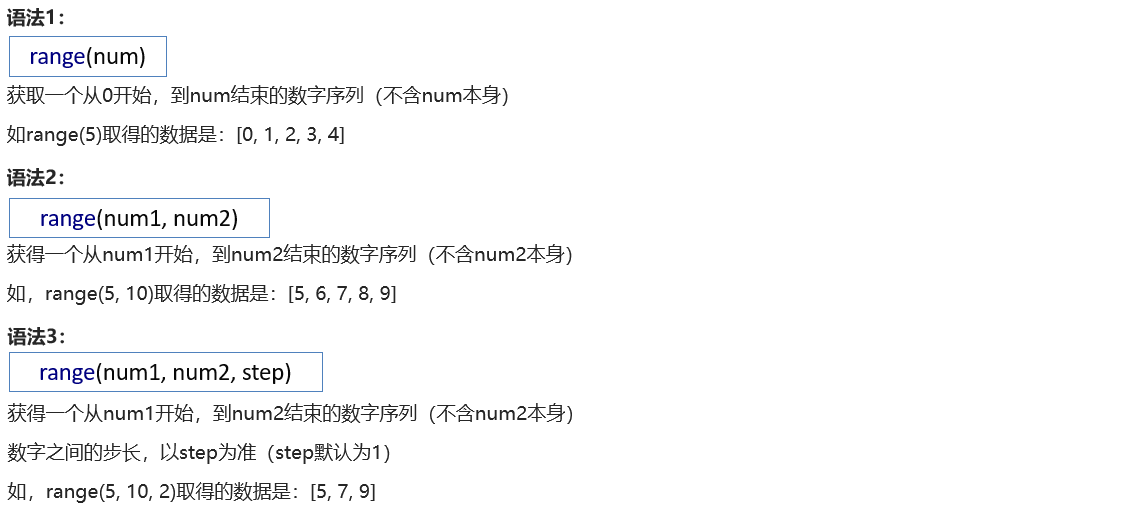 语法1：
range(num)
获取一个从0开始，到num结束的数字序列（不含num本身）
如range(5)取得的数据是：[0, 1, 2, 3, 4]
语法2：
range(num1, num2)
获得一个从num1开始，到num2结束的数字序列（不含num2本身）
如，range(5, 10)取得的数据是：[5, 6, 7, 8, 9]
语法3：
range(num1, num2, step)
获得一个从num1开始，到num2结束的数字序列（不含num2本身）
数字之间的步长，以step为准（step默认为1）
如，range(5, 10, 2)取得的数据是：[5, 7, 9]